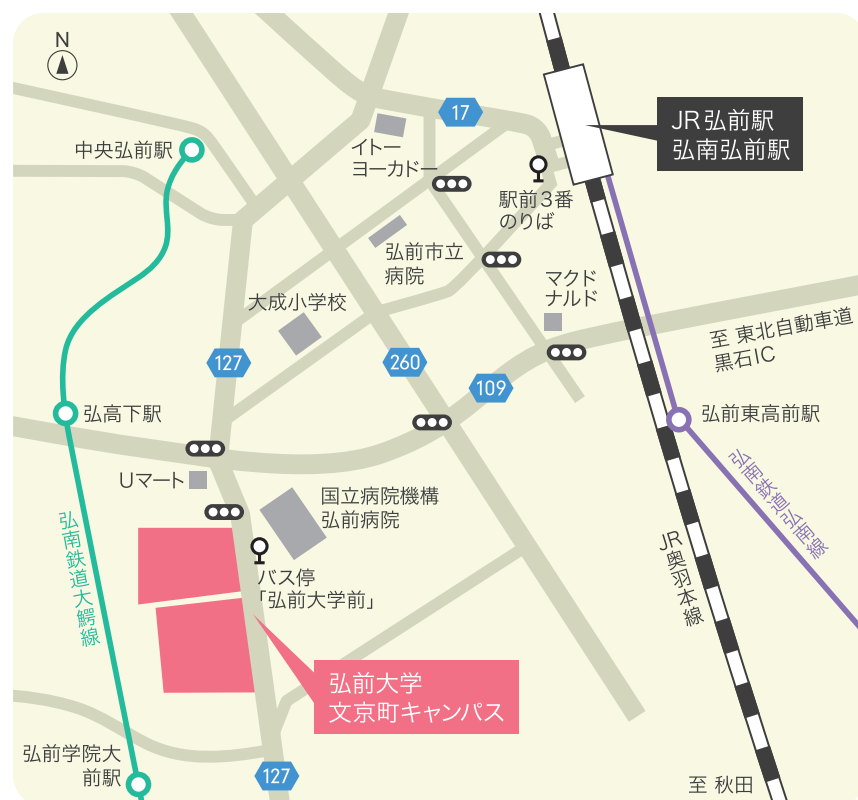 N
17
JR弘前駅
弘南弘前駅
中央弘前駅
イトー
ヨーカドー
駅前3番
のりば
弘前市立
病院
マクド
ナルド
大成小学校
至 東北自動車道
黒石IC
127
260
109
弘高下駅
弘前東高前駅
Uマート
国立病院機構
弘前病院
弘南鉄道弘南線
弘南鉄道大鰐線
JR奥羽本線
バス停
「弘前大学前」
弘前大学
文京町キャンパス
弘前学院大
前駅
127
至 秋田